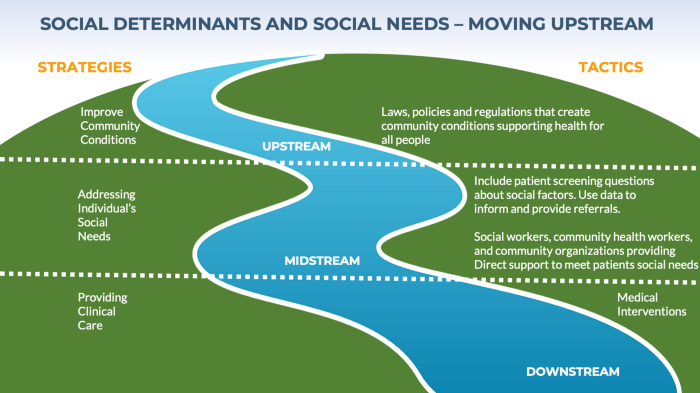 SOCIAL DETERMINANTS AND SOCIAL NEEDS – MOVING UPSTREAM
STRATEGIES
TACTICS
Improve
Community
Conditions
Laws, policies and regulations that create
community conditions supporting health for
all people
UPSTREAM
Addressing
Individual's
Social
Needs
Include patient screening questions
about social factors. Use data to
inform and provide referrals.
Social workers, community health workers,
and community organizations providing
Direct support to meet patients social needs
MIDSTREAM
Providing
Clinical
Care
Medical
Interventions
DOWNSTREAM